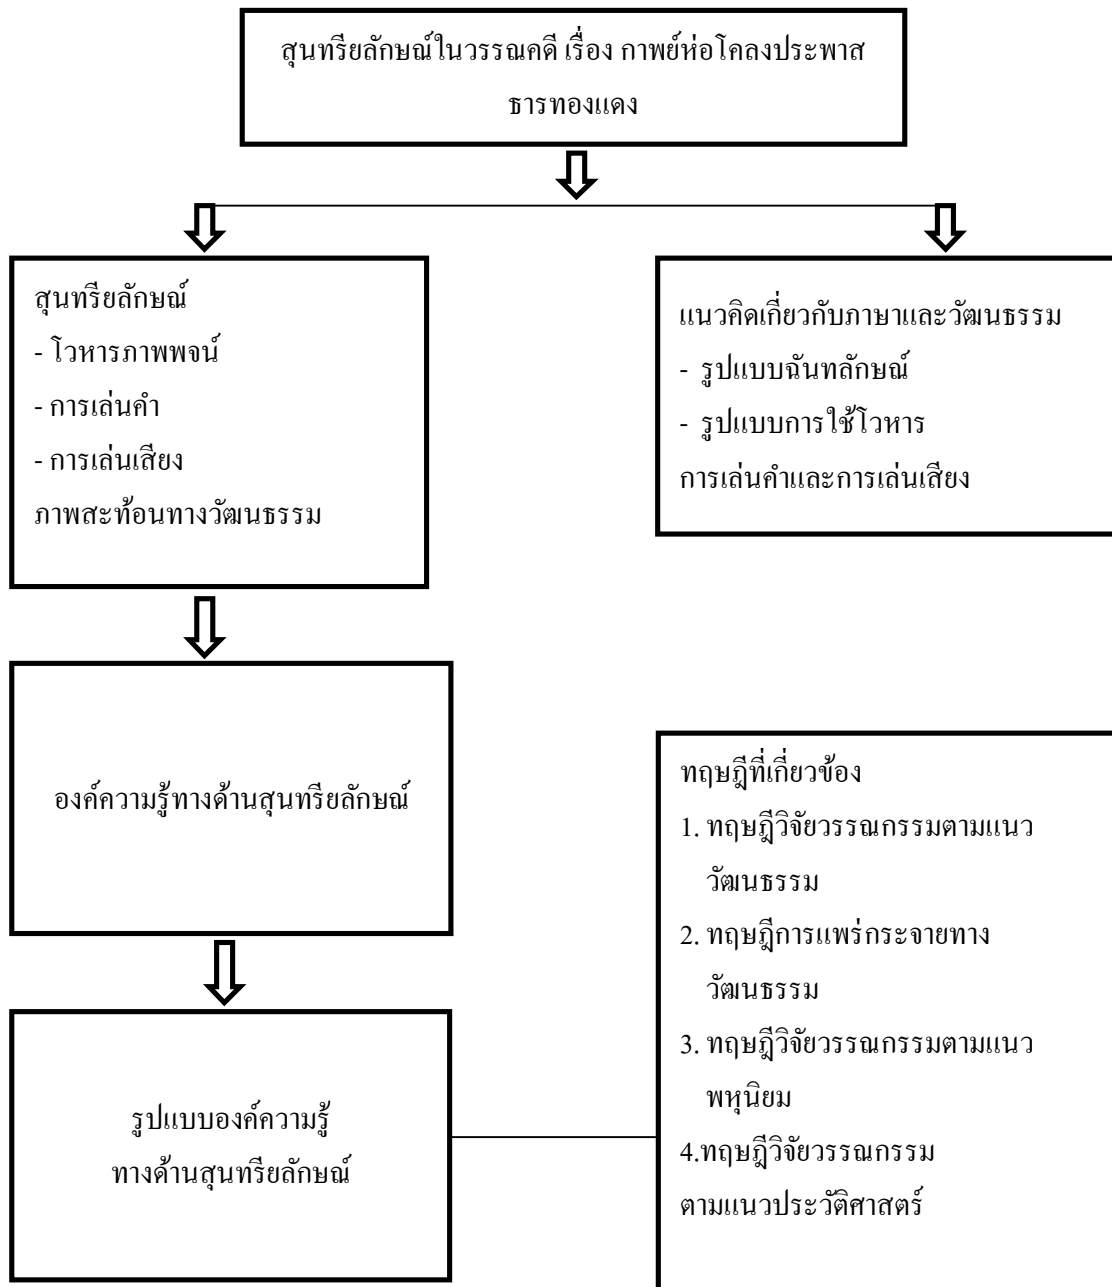 สุนทรียลักษณ์ในวรรณคดี เรื่อง กาพย์ห่อโคลงประพาส
ธารทองแดง
สุนทรียลักษณ์
- โวหารภาพพจน์
- การเล่นคำ
- การเล่นเสียง
ภาพสะท้อนทางวัฒนธรรม
แนวคิดเกี่ยวกับภาษาและวัฒนธรรม
- รูปแบบฉันทลักษณ์
- รูปแบบการใช้โวหาร
การเล่นคำและการเล่นเสียง
องค์ความรู้ทางด้านสุนทรียลักษณ์
รูปแบบองค์ความรู้
ทางด้านสุนทรียลักษณ์
ทฤษฎีที่เกี่ยวข้อง
1. ทฤษฎีวิจัยวรรณกรรมตามแนว
วัฒนธรรม
2. ทฤษฎีการแพร่กระจายทาง
วัฒนธรรม
3. ทฤษฎีวิจัยวรรณกรรมตามแนว
พหุนิยม
4.ทฤษฎีวิจัยวรรณกรรม
ตามแนวประวัติศาสตร์